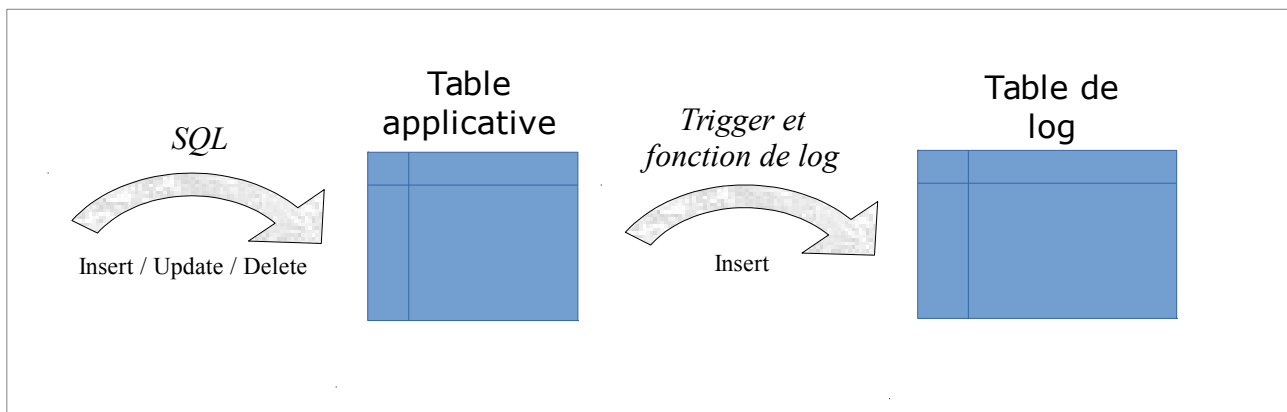 SQL
Insert / Update / Delete
Table
applicative
Trigger et
fonction de log
Insert
Table de
log